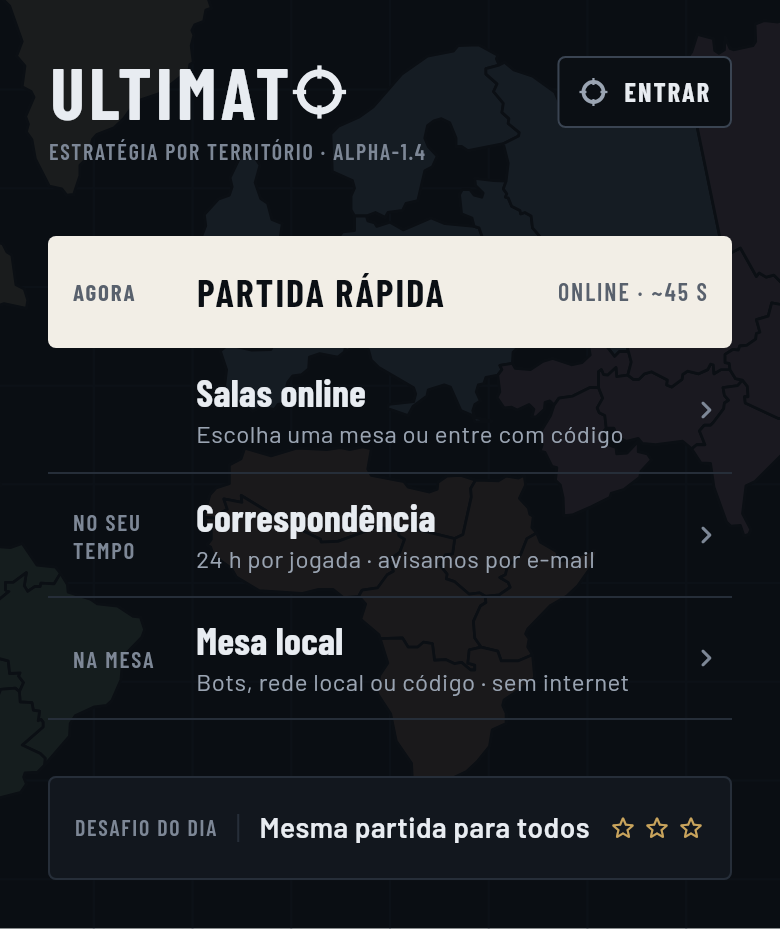 ULTIMATO
ENTRAR
ESTRATÉGIA POR TERRITÓRIO · ALPHA-1.4
AGORA
PARTIDA RÁPIDA
ONLINE · ~45 S
Salas online
Escolha uma mesa ou entre com código
NO SEU
TEMPO
Correspondência
24 h por jogada · avisamos por e-mail
NA MESA
Mesa local
Bots, rede local ou código · sem internet
DESAFIO DO DIA
Mesma partida para todos